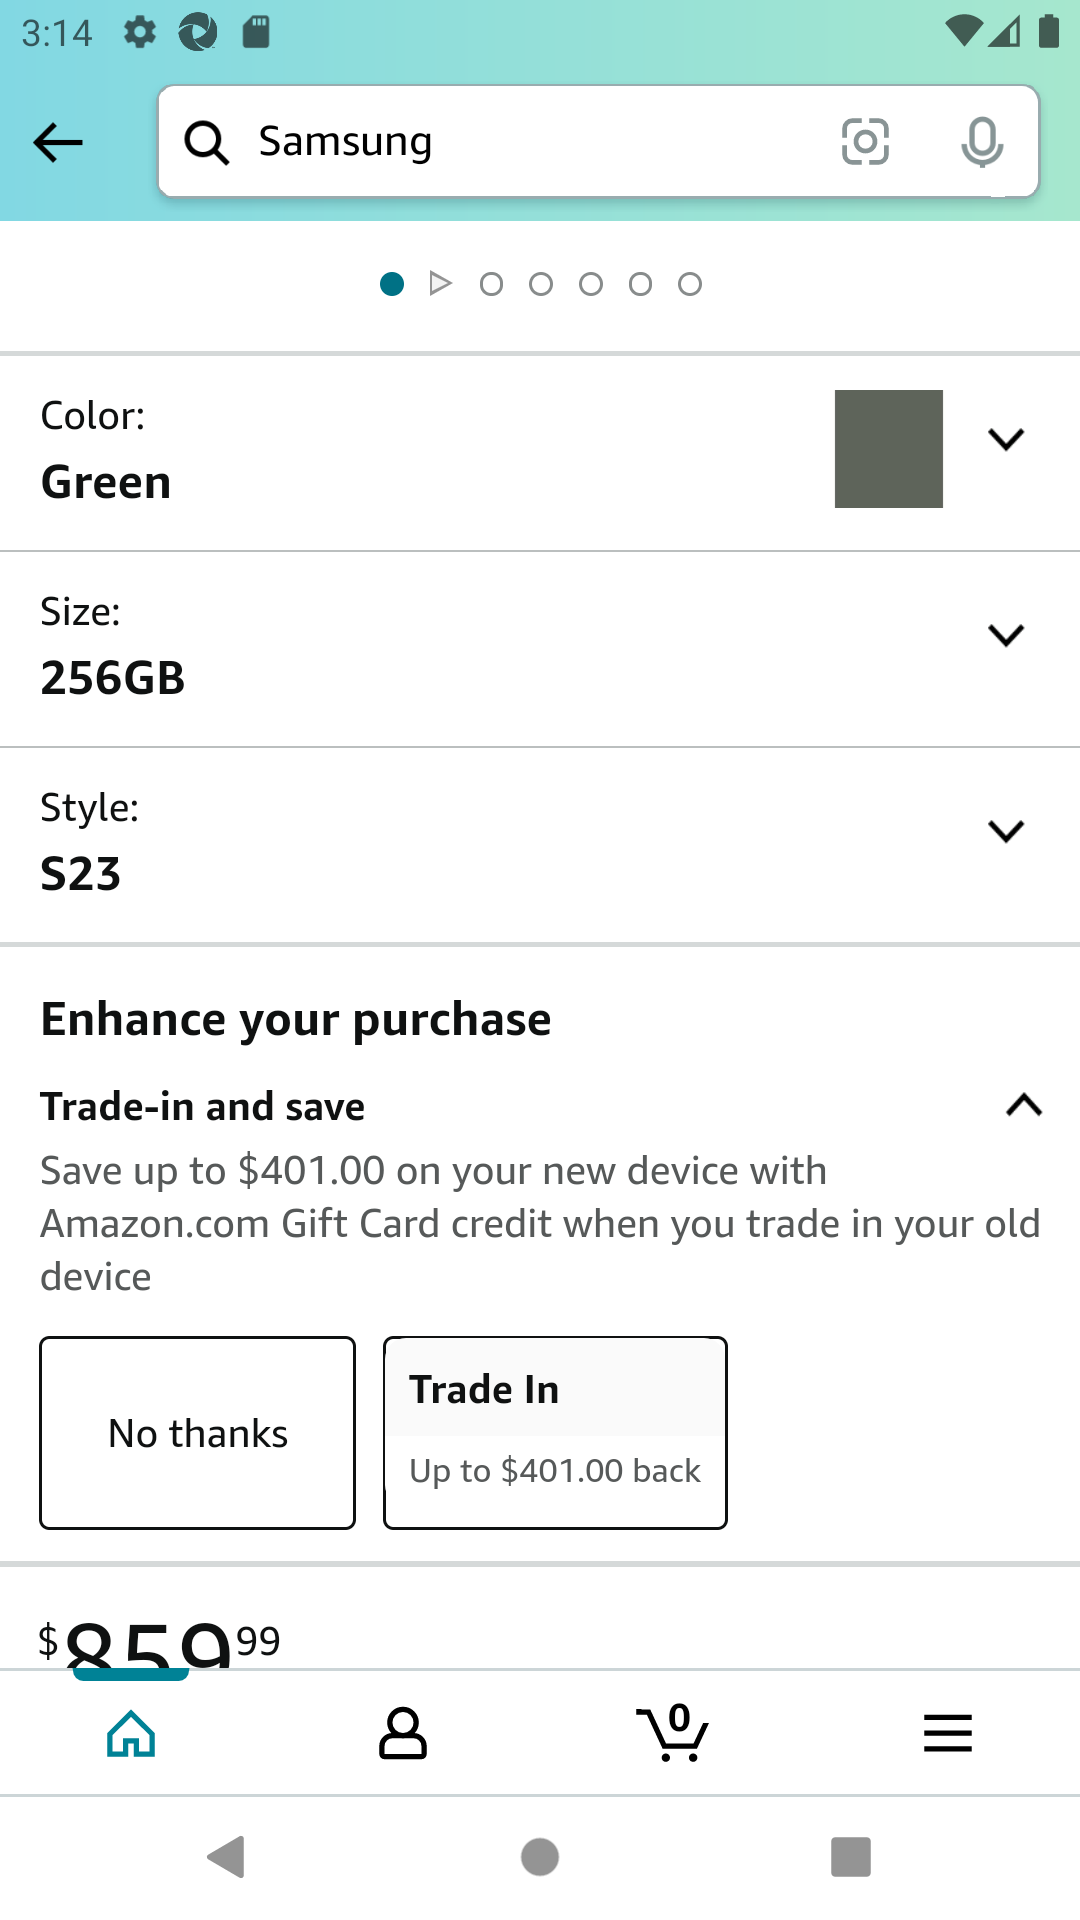 3:14
Samsung
Color:
Green
Size:
256GB
Style:
S23
Enhance your purchase
Trade-in and save
Save up to $401.00 on your new device with
Amazon.com Gift Card credit when you trade in your old
device
No thanks
Trade In
Up to $401.00 back
$859.99
0